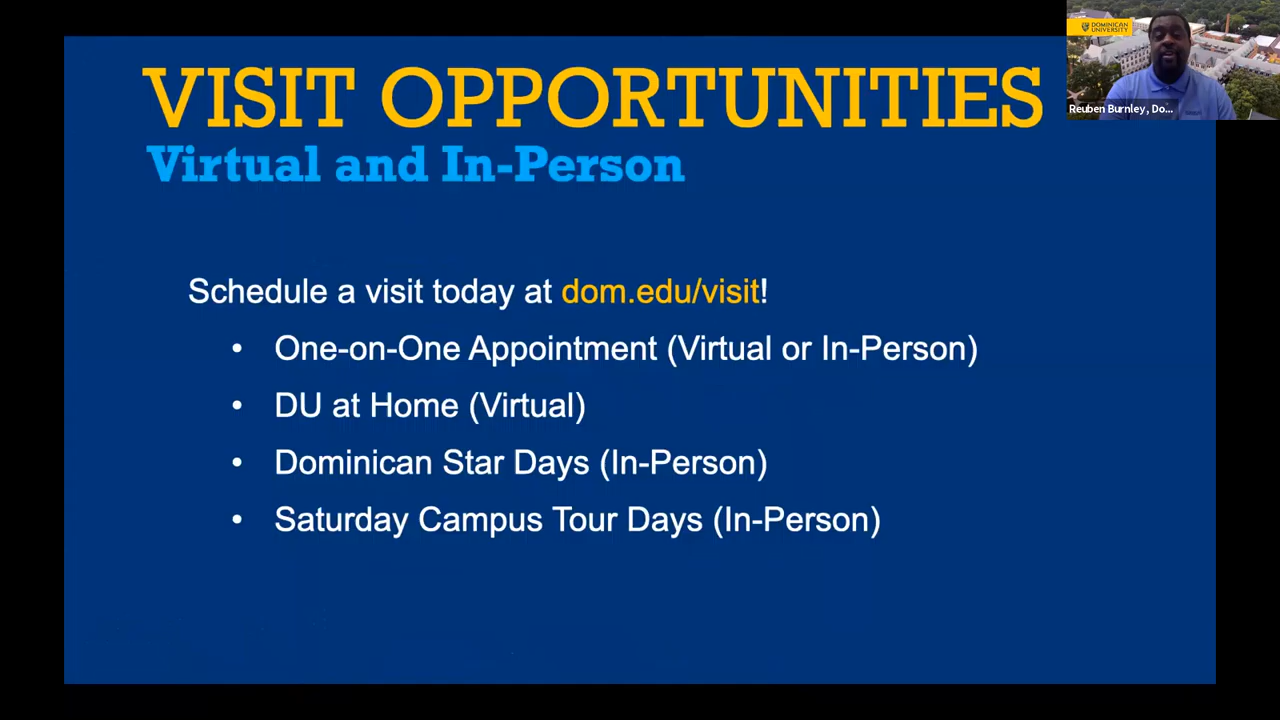 VISIT OPPORTUNITIES
Virtual and In-Person
Schedule a visit today at dom.edu/visit!
• One-on-One Appointment (Virtual or In-Person)
• DU at Home (Virtual)
• Dominican Star Days (In-Person)
• Saturday Campus Tour Days (In-Person)
DOMINICAN
UNIVERSITY
Reuben Burnley, Do...